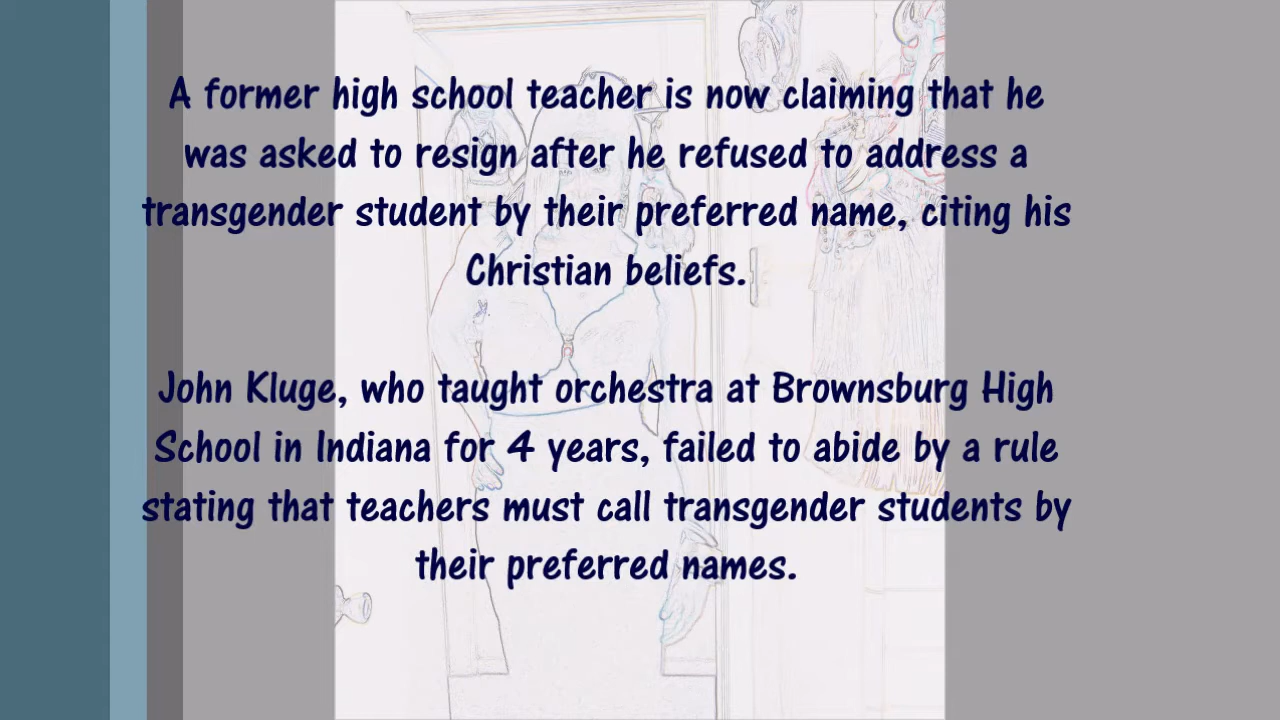 A former high school teacher is now claiming that he
was asked to resign after he refused to address a
transgender student by their preferred name, citing his
Christian beliefs.
John Kluge, who taught orchestra at Brownsburg High
School in Indiana for 4 years, failed to abide by a rule
stating that teachers must call transgender students by
their preferred names.